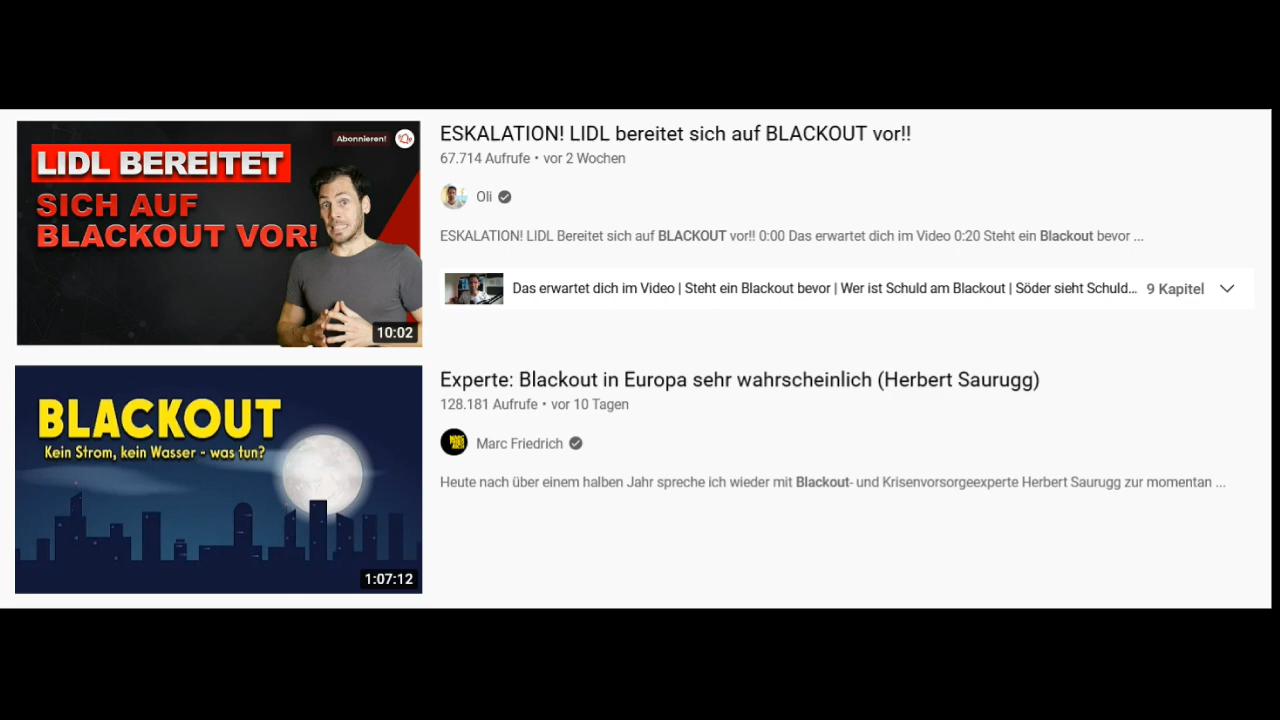 Abonnieren!
LIDL BEREITET
SICH AUF
BLACKOUT VOR!
10:02
ESKALATION! LIDL bereitet sich auf BLACKOUT vor!!
67.714 Aufrufe • vor 2 Wochen
Oli
ESKALATION! LIDL Bereitet sich auf BLACKOUT vor!! 0:00 Das erwartet dich im Video 0:20 Steht ein Blackout bevor ...
Das erwartet dich im Video | Steht ein Blackout bevor | Wer ist Schuld am Blackout | Söder sieht Schuld... 9 Kapitel
BLACKOUT
Kein Strom, kein Wasser - was tun?
1:07:12
Experte: Blackout in Europa sehr wahrscheinlich (Herbert Saurugg)
128.181 Aufrufe • vor 10 Tagen
Marc Friedrich
Heute nach über einem halben Jahr spreche ich wieder mit Blackout- und Krisenvorsorgeexperte Herbert Saurugg zur momentan ...